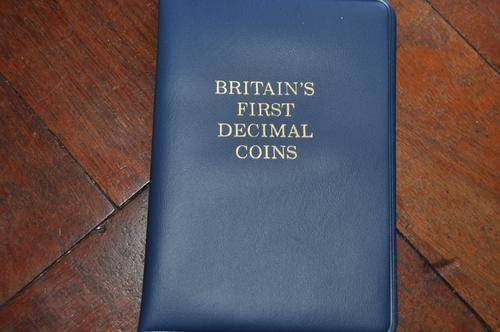 BRITAIN'S
FIRST
DECIMAL
COINS